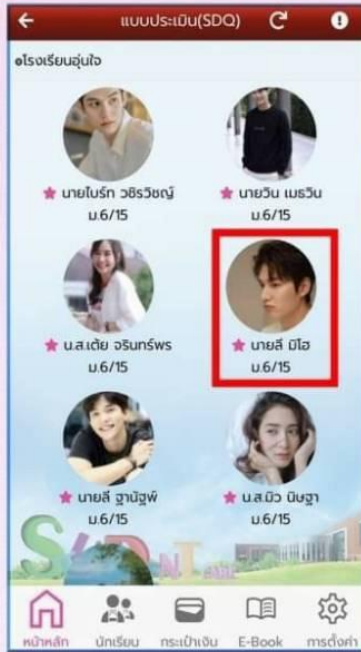 แบบประเมิน(SDQ)
โรงเรียนอุ่นใจ
นายไบร์ท วชิรวิชญ์
ม.6/15
นายวิน เมธวิน
ม.6/15
น.ส.เต้ย จรินทร์พร
ม.6/15
นายลี มิโฮ
ม.6/15
นายลี ฐานัฐพ์
ม.6/15
น.ส.มิว นิษฐา
ม.6/15
หน้าหลัก
นักเรียน
กระเป๋าเงิน
E-Book
การตั้งค่า